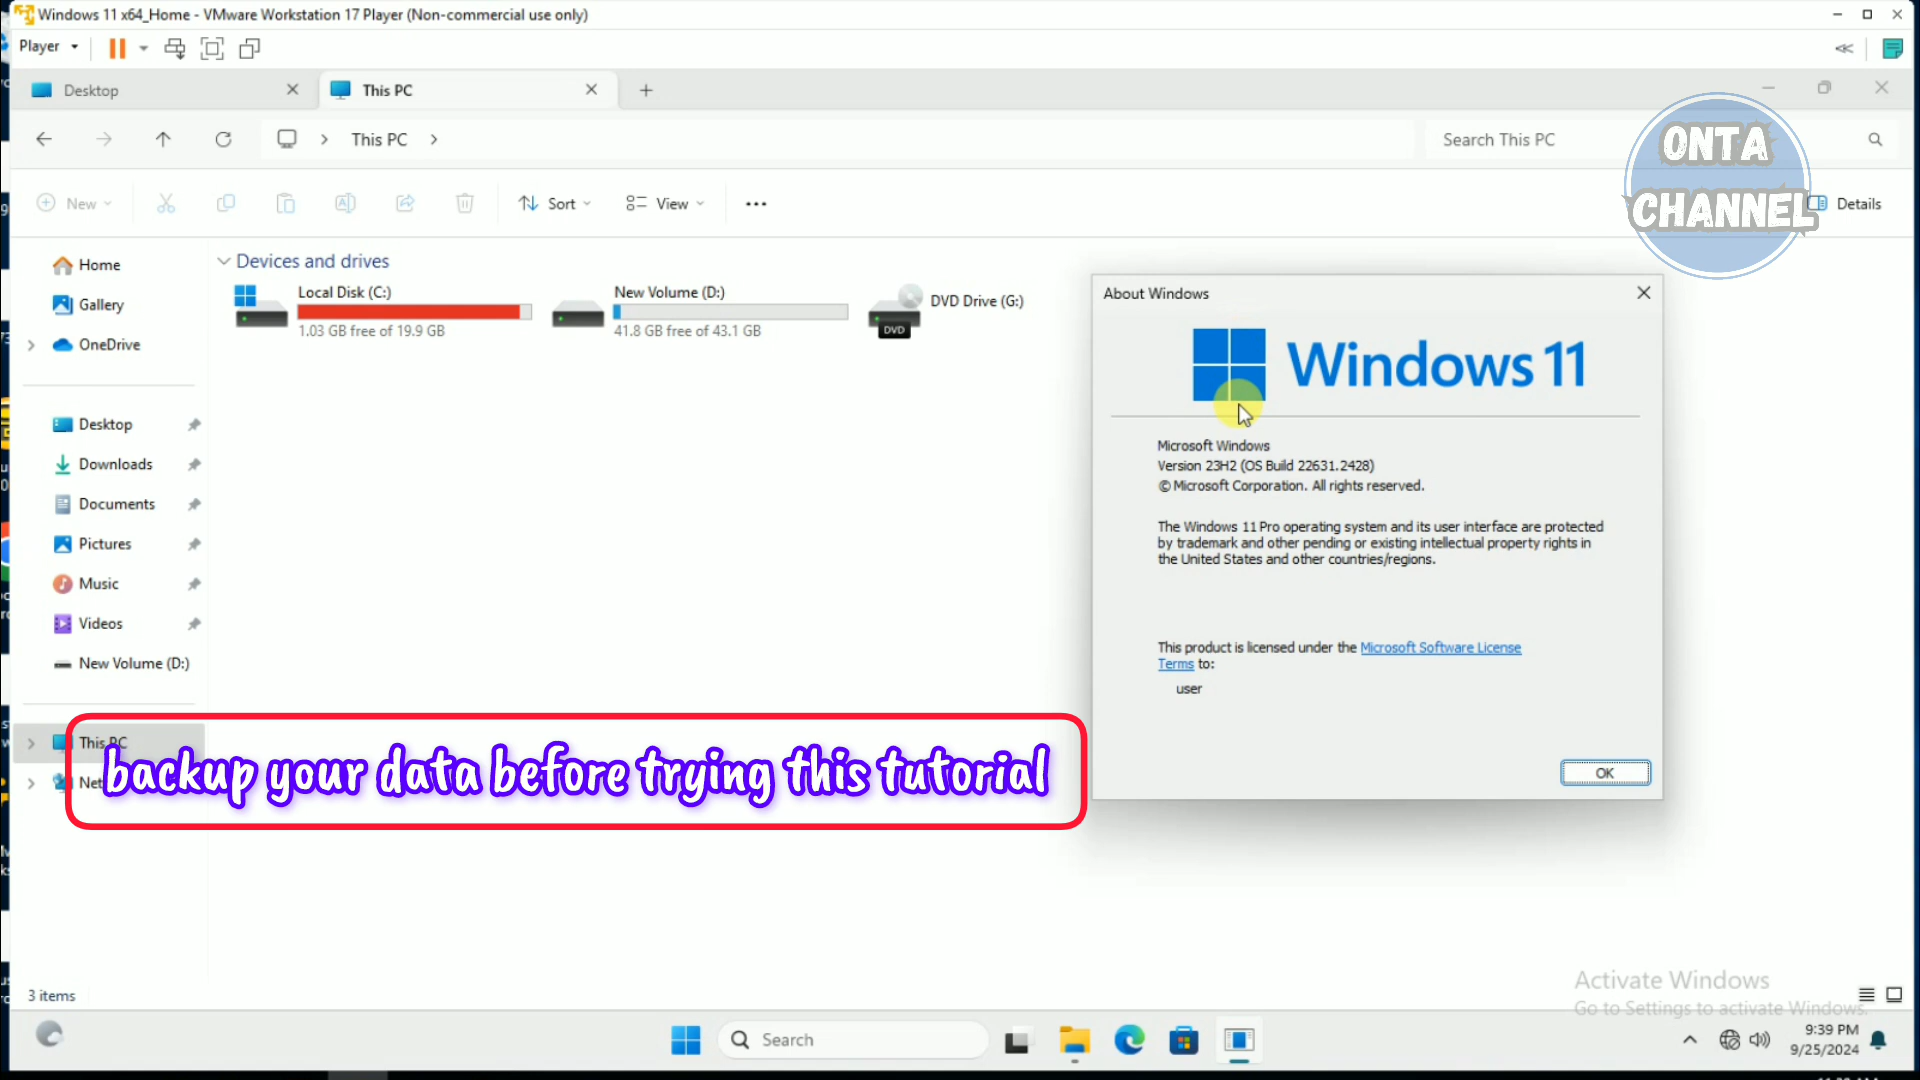 Windows 11 x64_Home - VMware Workstation 17 Player (Non-commercial use only)
Player
Desktop
This PC
This PC
Search This PC
ONTA
CHANNEL
New
Sort
View
Details
Home
Gallery
OneDrive
Desktop
Downloads
Documents
Pictures
Music
Videos
New Volume (D:)
This PC
Net
Devices and drives
Local Disk (C:)
1.03 GB free of 19.9 GB
New Volume (D:)
41.8 GB free of 43.1 GB
DVD Drive (G:)
DVD
About Windows
Windows 11
Microsoft Windows
Version 23H2 (OS Build 22631.2428)
© Microsoft Corporation. All rights reserved.
The Windows 11 Pro operating system and its user interface are protected
by trademark and other pending or existing intellectual property rights in
the United States and other countries/regions.
This product is licensed under the Microsoft Software License
Terms to:
user
OK
backup your data before trying this tutorial
Activate Windows
Go to Settings to activate Windows.
3 items
Search
9:39 PM
9/25/2024